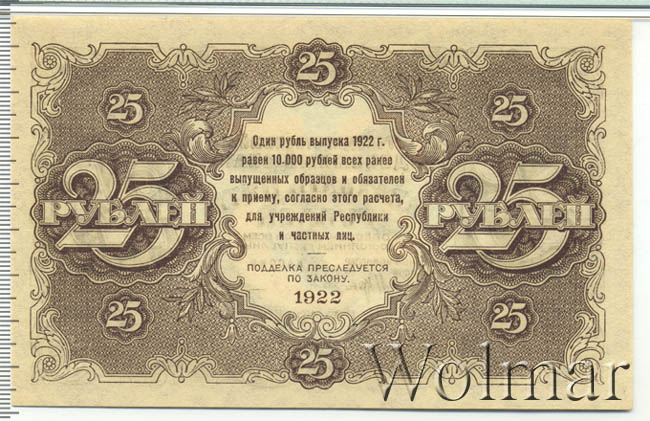 25
25 25
Один рубль выпуска 1922 г.
равен 10.000 рублей всех ранее
выпущенных образцов и обязателен
к приему, согласно этого расчета,
для учреждений Республики
и частных лиц.
25 РУБЛЕЙ 25 РУБЛЕЙ
ПОДДЕЛКА ПРЕСЛЕДУЕТСЯ
ПО ЗАКОНУ.
1922
25 25
25
Wolmar